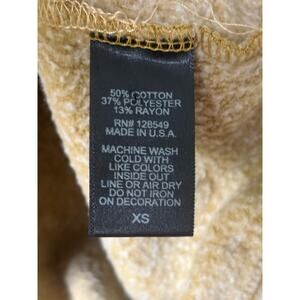 50% COTTON
37% POLYESTER
13% RAYON
RN# 128549
MADE IN U.S.A.
MACHINE WASH
COLD WITH
LIKE COLORS
INSIDE OUT
LINE OR AIR DRY
DO NOT IRON
ON DECORATION
XS